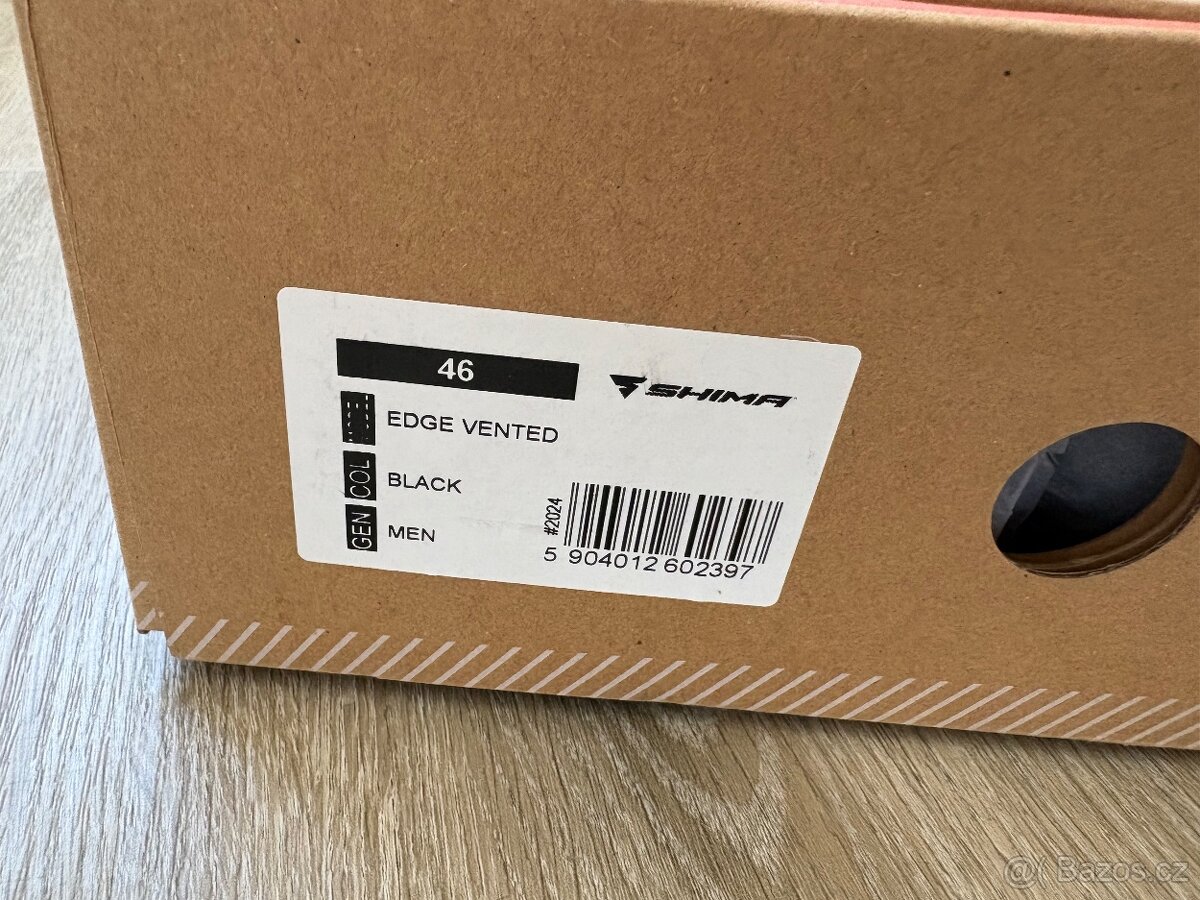 46
SHIMA
EDGE VENTED
COL BLACK
GEN MEN
#2024
5 904012 602397
@( Bazos.cz